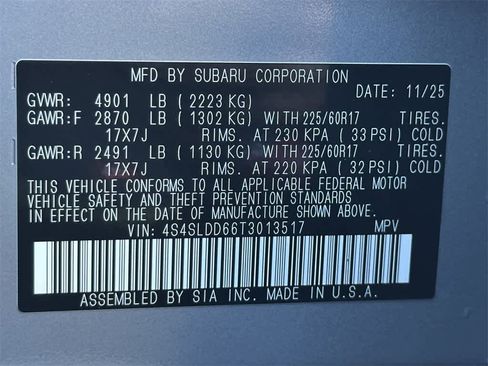 MFD BY SUBARU CORPORATION
DATE: 11/25
GVWR: 4901 LB (2223 KG)
GAWR:F 2870 LB (1302 KG) WITH 225/60R17 TIRES.
17X7J RIMS. AT 230 KPA (33 PSI) COLD
GAWR:R 2491 LB (1130 KG) WITH 225/60R17 TIRES.
17X7J RIMS. AT 220 KPA (32 PSI) COLD
THIS VEHICLE CONFORMS TO ALL APPLICABLE FEDERAL MOTOR
VEHICLE SAFETY AND THEFT PREVENTION STANDARDS
IN EFFECT ON THE DATE OF MANUFACTURE SHOWN ABOVE.
VIN: 4S4SLDD66T3013517 MPV
ASSEMBLED BY SIA INC. MADE IN U.S.A.